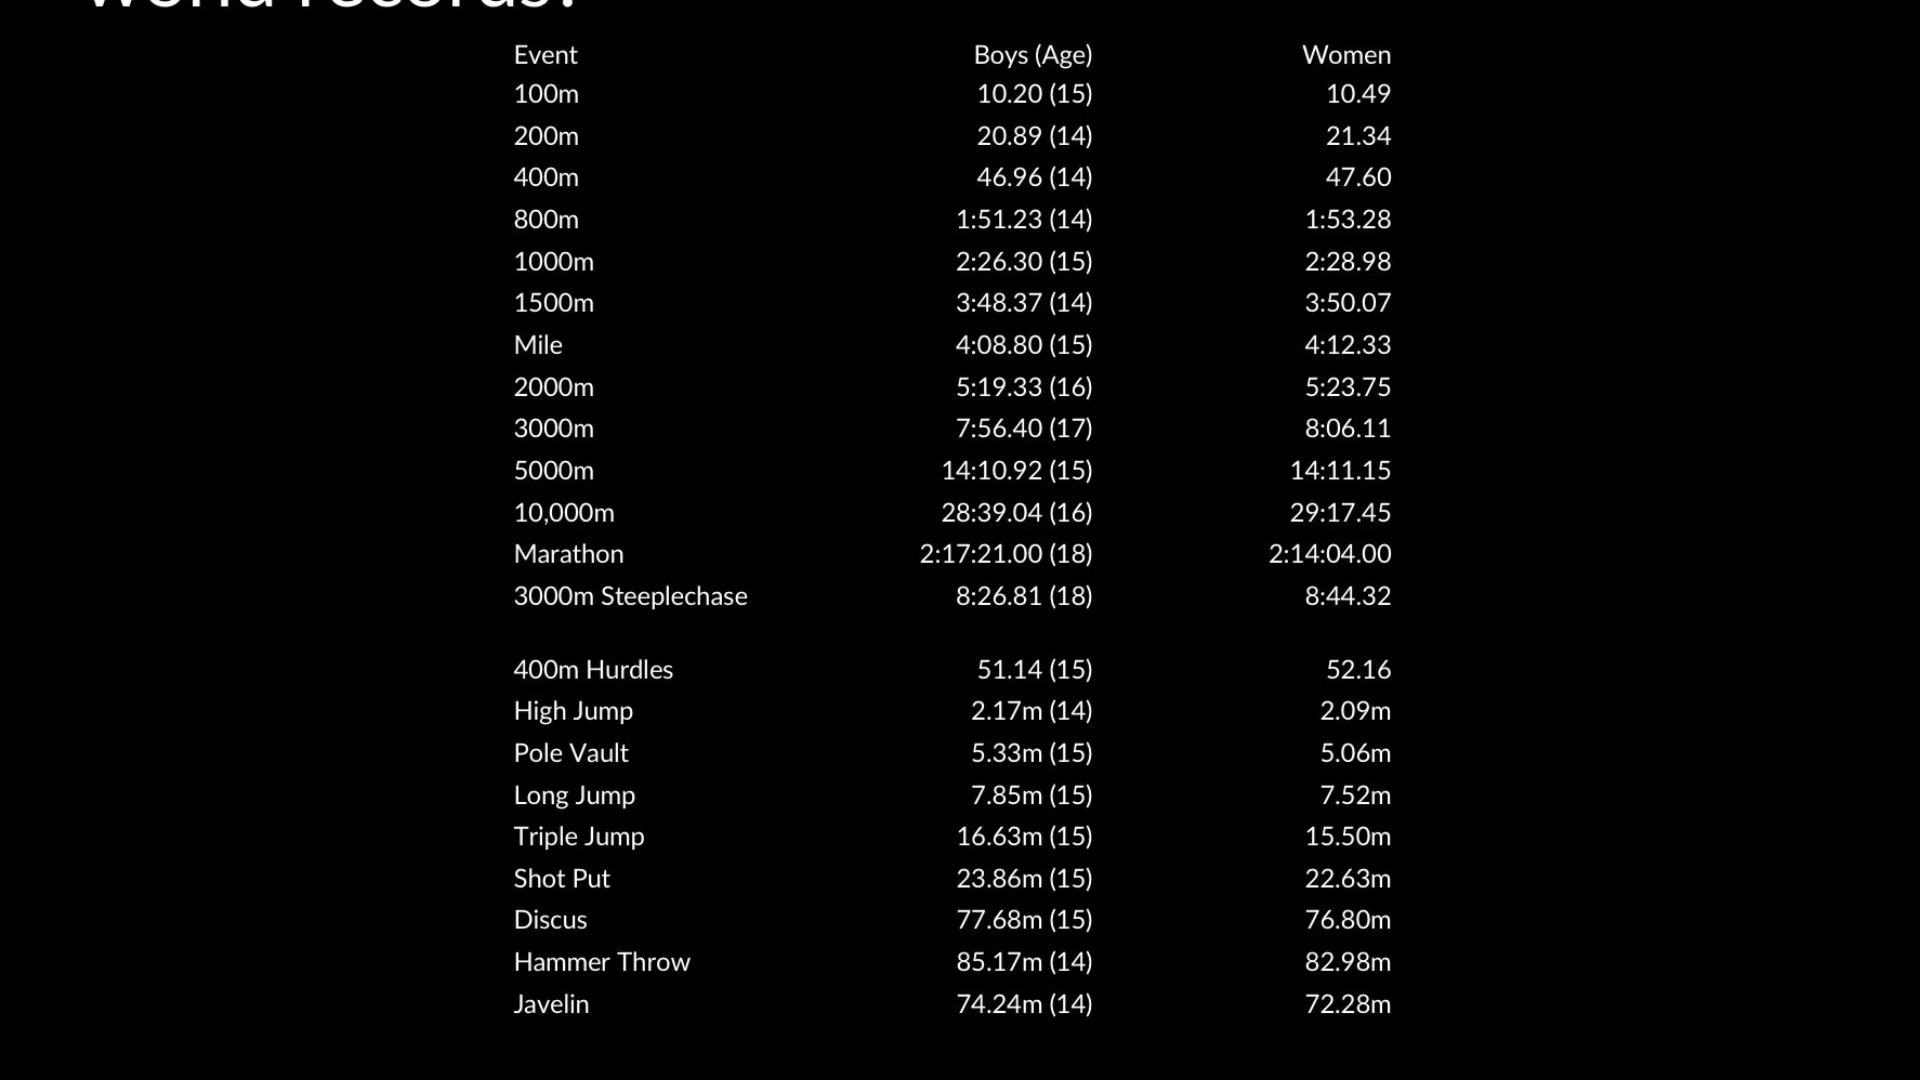 world records?
Event Boys (Age) Women
100m 10.20 (15) 10.49
200m 20.89 (14) 21.34
400m 46.96 (14) 47.60
800m 1:51.23 (14) 1:53.28
1000m 2:26.30 (15) 2:28.98
1500m 3:48.37 (14) 3:50.07
Mile 4:08.80 (15) 4:12.33
2000m 5:19.33 (16) 5:23.75
3000m 7:56.40 (17) 8:06.11
5000m 14:10.92 (15) 14:11.15
10,000m 28:39.04 (16) 29:17.45
Marathon 2:17:21.00 (18) 2:14:04.00
3000m Steeplechase 8:26.81 (18) 8:44.32
400m Hurdles 51.14 (15) 52.16
High Jump 2.17m (14) 2.09m
Pole Vault 5.33m (15) 5.06m
Long Jump 7.85m (15) 7.52m
Triple Jump 16.63m (15) 15.50m
Shot Put 23.86m (15) 22.63m
Discus 77.68m (15) 76.80m
Hammer Throw 85.17m (14) 82.98m
Javelin 74.24m (14) 72.28m